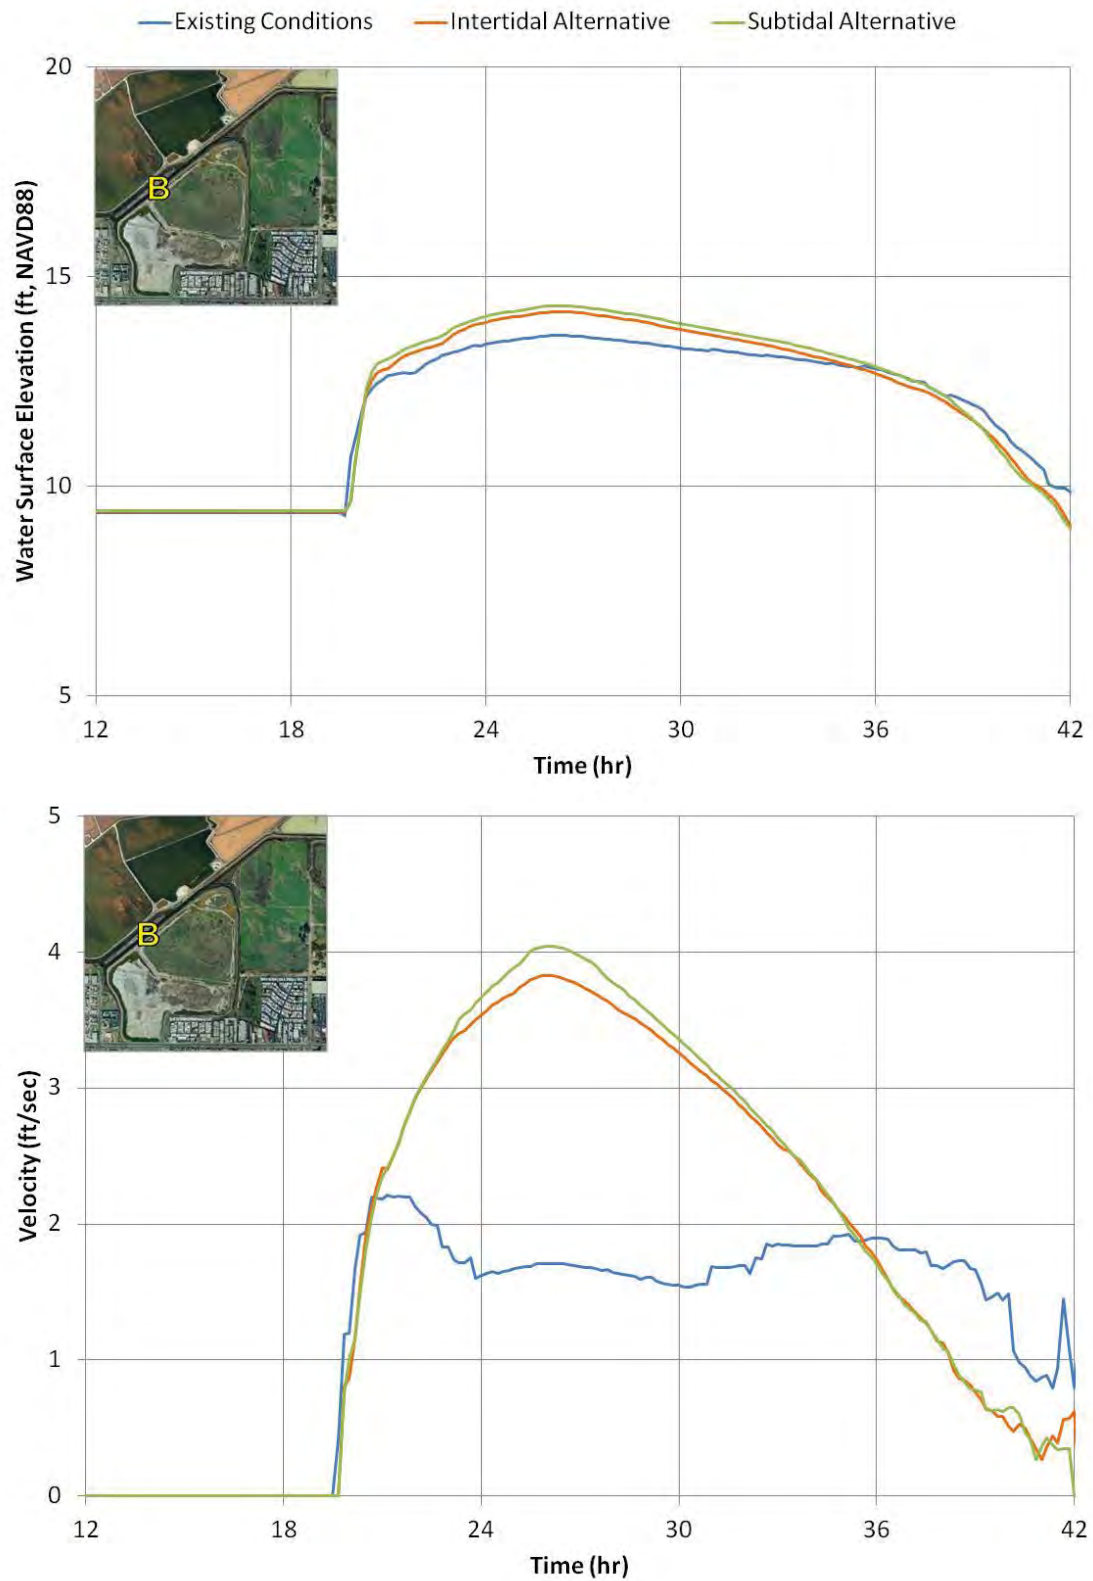 Existing Conditions Intertidal Alternative Subtidal Alternative
20
15
10
5
Water Surface Elevation (ft, NAVD88)
B
12 18 24 30 36 42
Time (hr)
5
4
3
2
1
0
Velocity (ft/sec)
B
12 18 24 30 36 42
Time (hr)